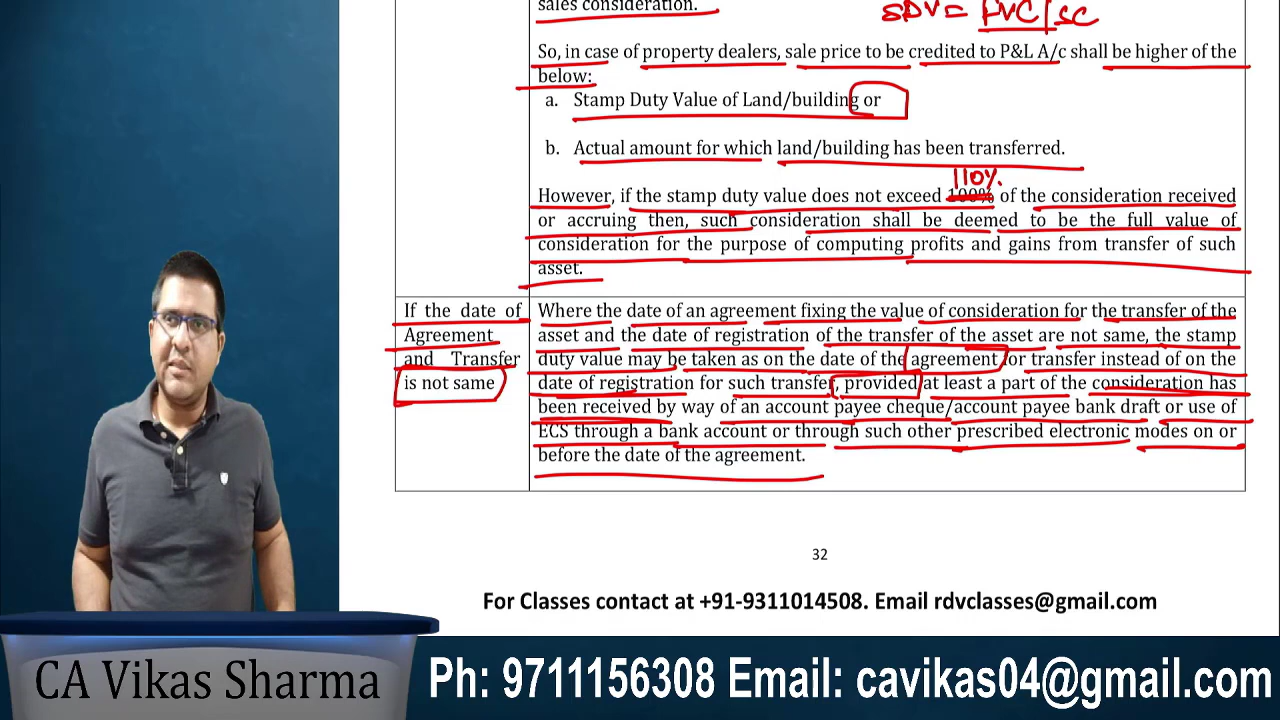 sales consideration.
SDV = FVC/SC
So, in case of property dealers, sale price to be credited to P&L A/c shall be higher of the
below:
a. Stamp Duty Value of Land/building or
b. Actual amount for which land/building has been transferred.
110%
However, if the stamp duty value does not exceed 100% of the consideration received
or accruing then, such consideration shall be deemed to be the full value of
consideration for the purpose of computing profits and gains from transfer of such
asset.
If the date of
Agreement
and Transfer
is not same
Where the date of an agreement fixing the value of consideration for the transfer of the
asset and the date of registration of the transfer of the asset are not same, the stamp
duty value may be taken as on the date of the agreement for transfer instead of on the
date of registration for such transfer, provided at least a part of the consideration has
been received by way of an account payee cheque/account payee bank draft or use of
ECS through a bank account or through such other prescribed electronic modes on or
before the date of the agreement.
32
For Classes contact at +91-9311014508. Email rdvclasses@gmail.com
CA Vikas Sharma
Ph: 9711156308 Email: cavikas04@gmail.com